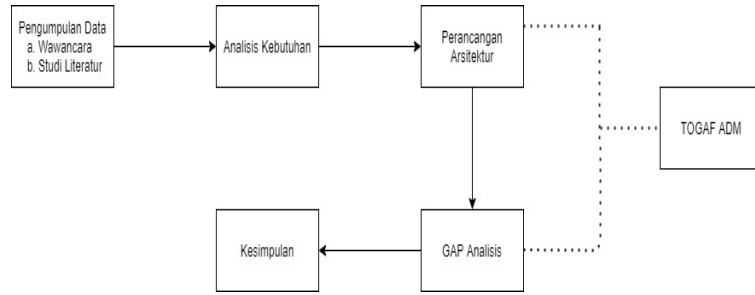 Pengumpulan Data
a. Wawancara
b. Studi Literatur
Analisis Kebutuhan
Perancangan
Arsitektur
TOGAF ADM
Kesimpulan
GAP Analisis